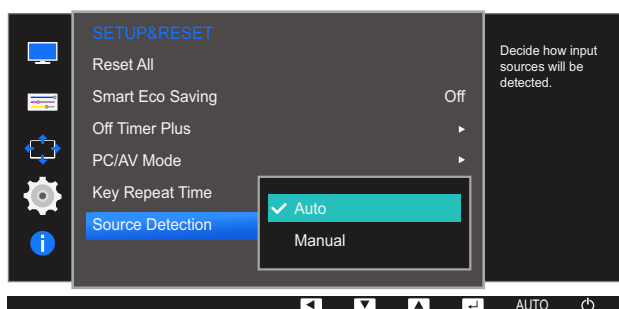 SETUP&RESET
Reset All
Smart Eco Saving Off
Off Timer Plus
PC/AV Mode
Key Repeat Time
Source Detection
Auto
Manual
Decide how input
sources will be
detected.
AUTO